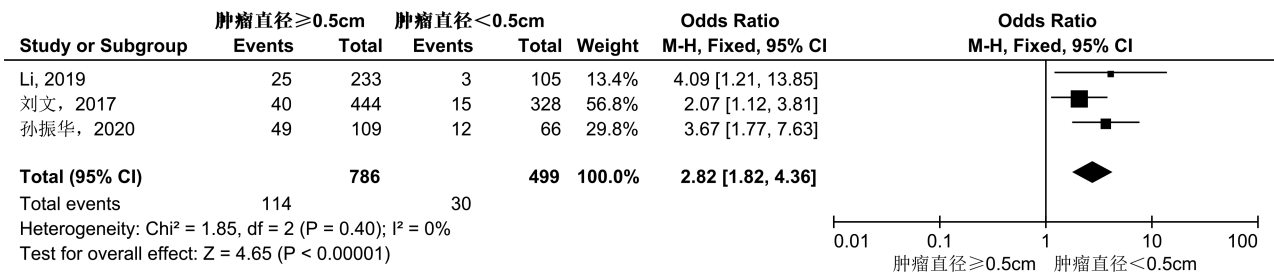 肿瘤直径≥0.5cm 肿瘤直径＜0.5cm Odds Ratio Odds Ratio
Study or Subgroup Events Total Events Total Weight M-H, Fixed, 95% CI M-H, Fixed, 95% CI
Li, 2019 25 233 3 105 13.4% 4.09 [1.21, 13.85]
刘文，2017 40 444 15 328 56.8% 2.07 [1.12, 3.81]
孙振华，2020 49 109 12 66 29.8% 3.67 [1.77, 7.63]
Total (95% CI) 786 499 100.0% 2.82 [1.82, 4.36]
Total events 114 30
Heterogeneity: Chi² = 1.85, df = 2 (P = 0.40); I² = 0%
Test for overall effect: Z = 4.65 (P < 0.00001)
0.01 0.1 1 10 100
肿瘤直径≥0.5cm 肿瘤直径＜0.5cm